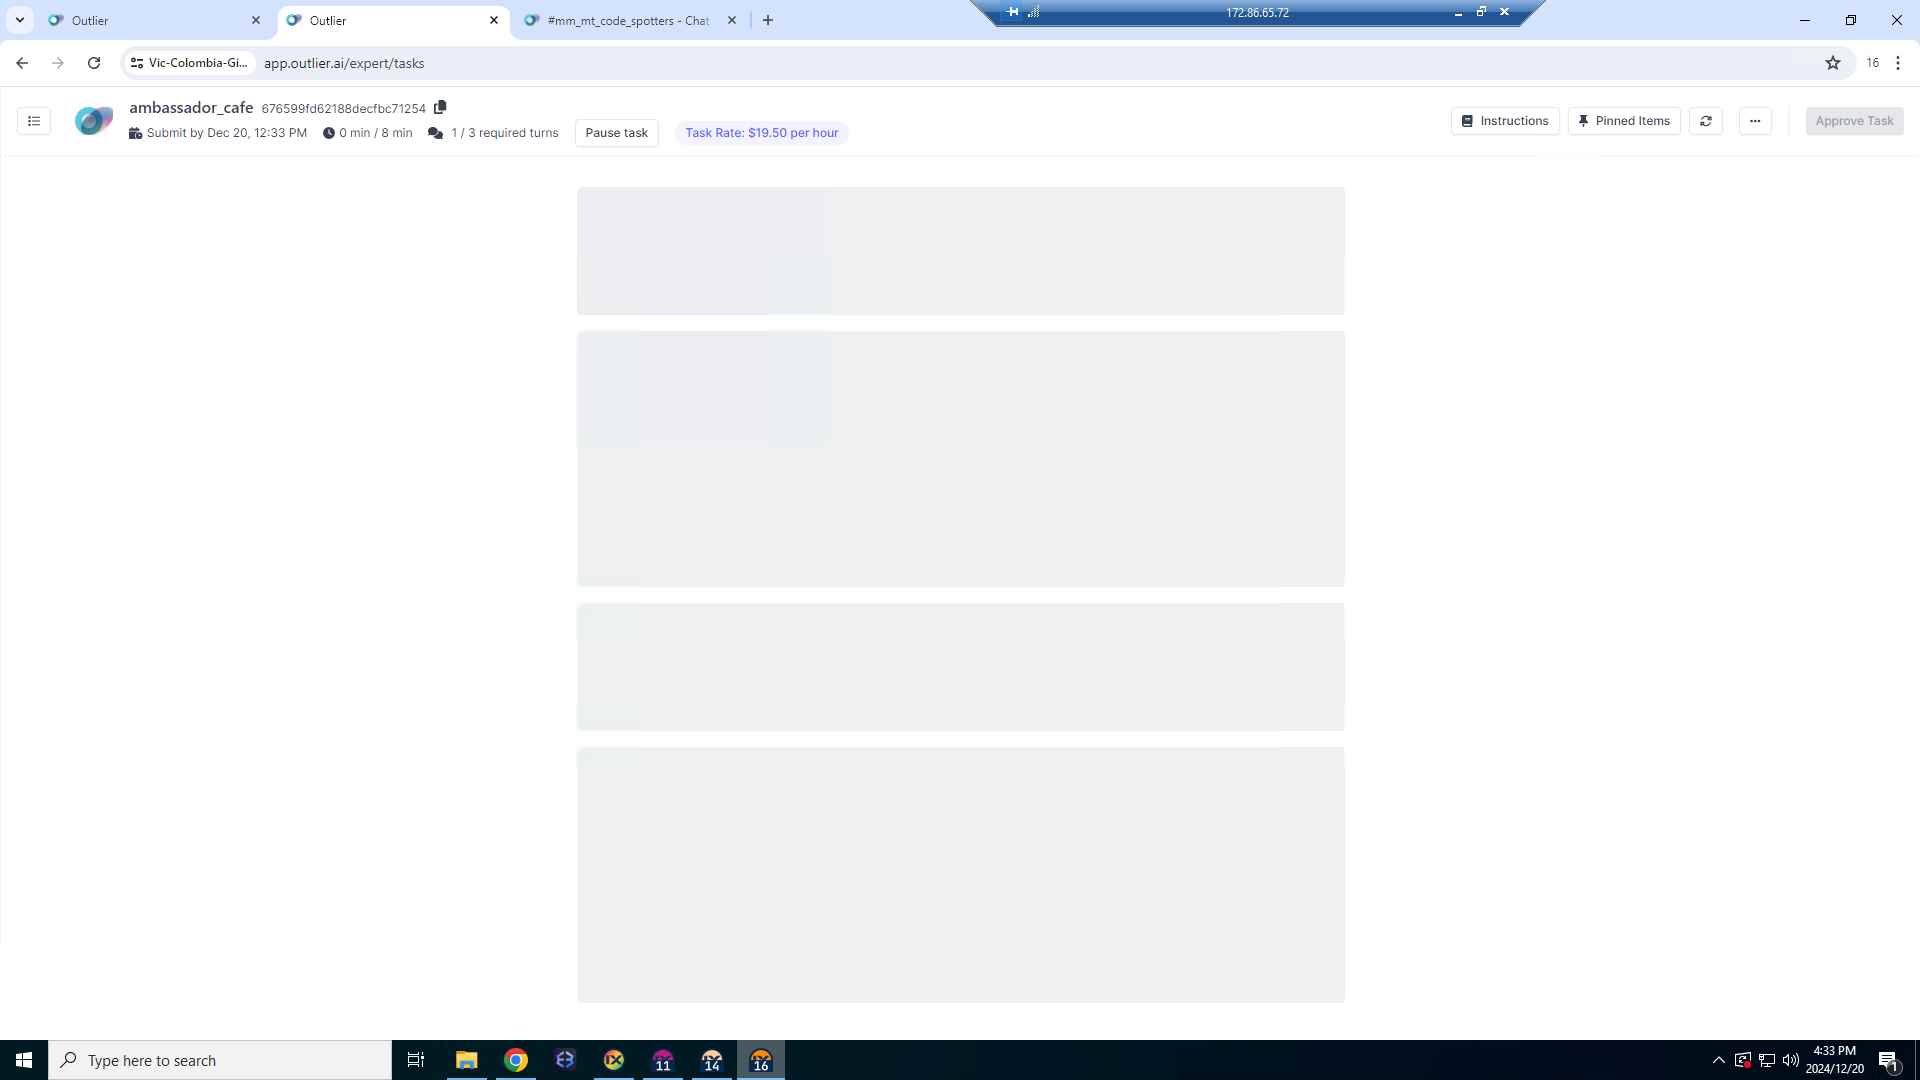 Outlier
Outlier
#mm_mt_code_spotters - Chat
172.86.65.72
Vic-Colombia-Gi...
app.outlier.ai/expert/tasks
16
ambassador_cafe 676599fd62188decfbc71254
Submit by Dec 20, 12:33 PM
0 min / 8 min
1 / 3 required turns
Pause task
Task Rate: $19.50 per hour
Instructions
Pinned Items
Approve Task
Type here to search
11
14
16
4:33 PM
2024/12/20
1